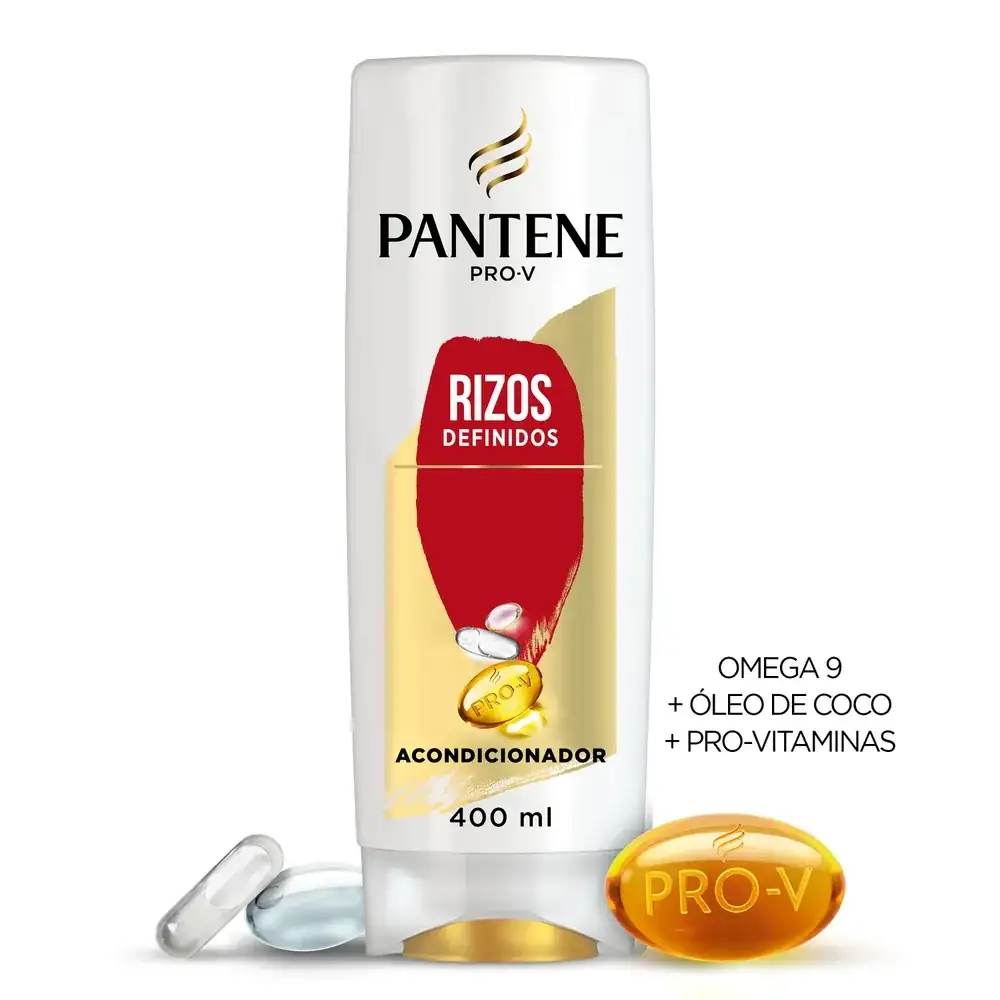 PANTENE
PRO-V
RIZOS
DEFINIDOS
PRO-V
ACONDICIONADOR
400 ml
OMEGA 9
+ ÓLEO DE COCO
+ PRO-VITAMINAS
PRO-V